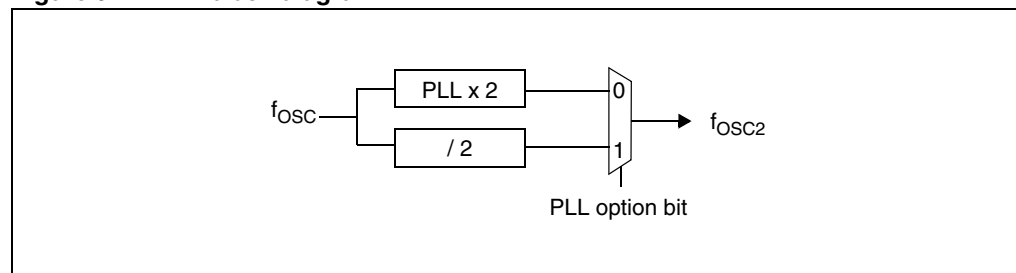 PLL x 2
0
fOSC
fOSC2
/ 2
1
PLL option bit